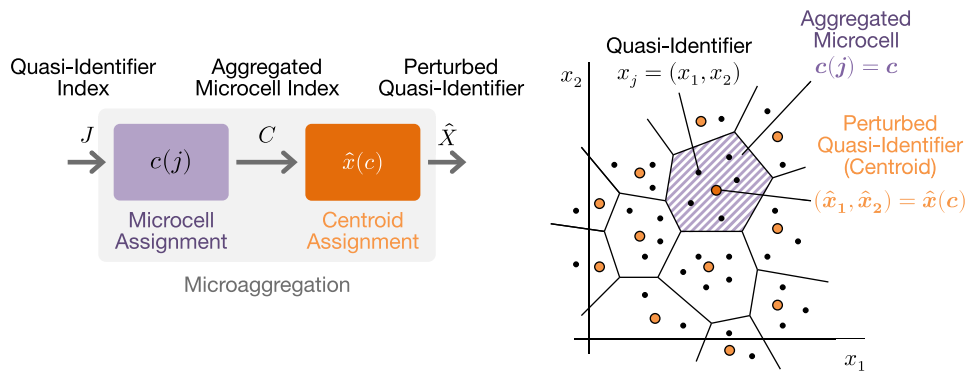 Quasi-Identifier
Index
Aggregated
Microcell Index
Perturbed
Quasi-Identifier
J
C
X̂
c(j)
x̂(c)
Microcell
Assignment
Centroid
Assignment
Microaggregation
Quasi-Identifier
x_j = (x_1, x_2)
Aggregated
Microcell
c(j) = c
x_2
Perturbed
Quasi-Identifier
(Centroid)
(x̂_1, x̂_2) = x̂(c)
x_1